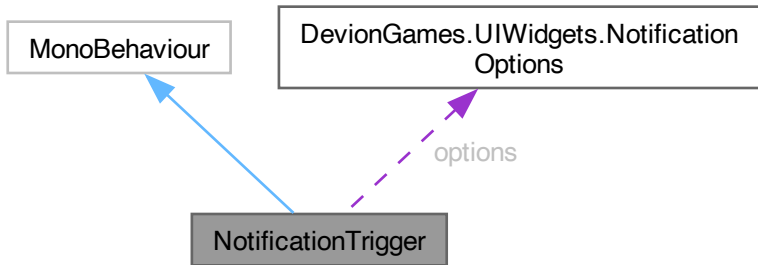 MonoBehaviour
DevionGames.UIWidgets.Notification
Options
options
NotificationTrigger